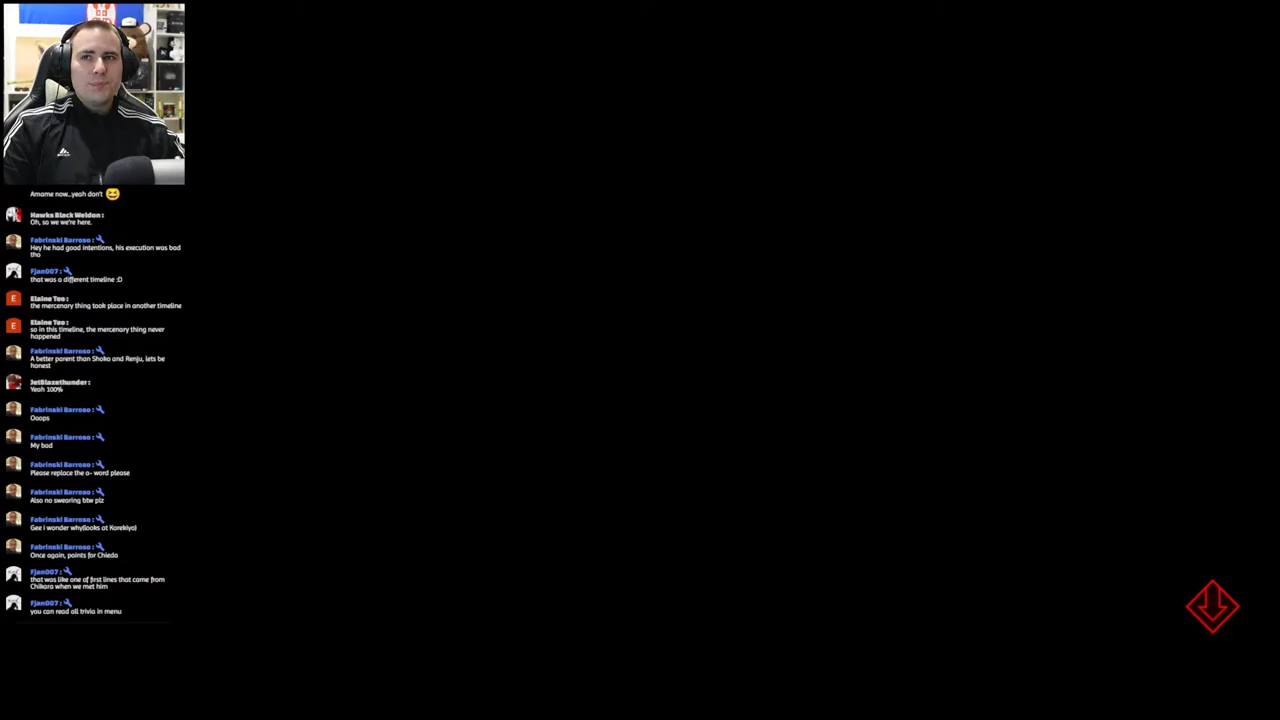 Amame now...yeah don't 😆
Hawks Black Weldon :
Oh, so we we're here.
Fabrinski Barroso :
Hey he had good intentions, his execution was bad
tho
Fjan007 :
that was a different timeline :D
Elaine Teo :
the mercenary thing took place in another timeline
Elaine Teo :
so in this timeline, the mercenary thing never
happened
Fabrinski Barroso :
A better parent than Shoko and Renju, lets be
honest
JetBlazethunder :
Yeah 100%
Fabrinski Barroso :
Ooops
Fabrinski Barroso :
My bad
Fabrinski Barroso :
Please replace the a- word please
Fabrinski Barroso :
Also no swearing btw plz
Fabrinski Barroso :
Gee i wonder why(looks at Korekiyo)
Fabrinski Barroso :
Once again, points for Chieda
Fjan007 :
that was like one of first lines that came from
Chikara when we met him
Fjan007 :
you can read all trivia in menu